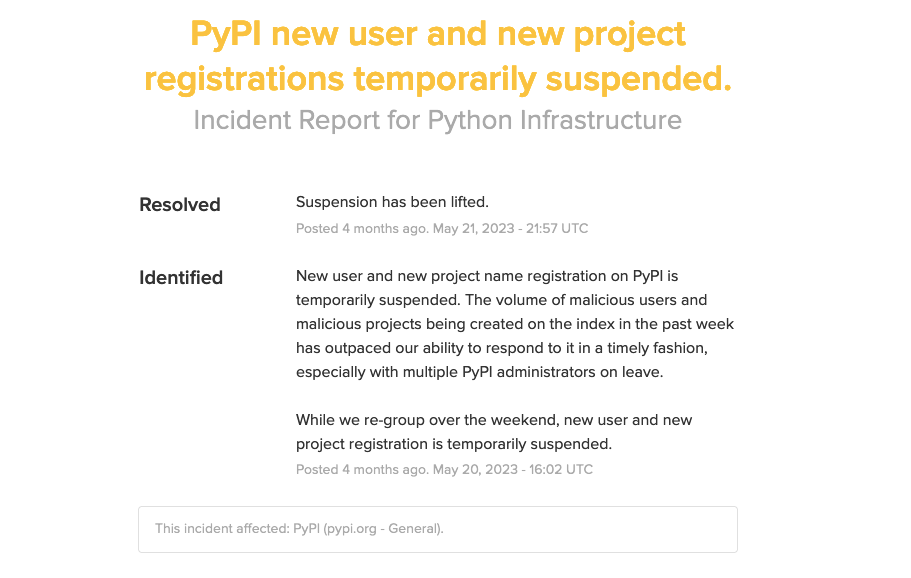 PyPI new user and new project
registrations temporarily suspended.
Incident Report for Python Infrastructure
Resolved
Suspension has been lifted.
Posted 4 months ago. May 21, 2023 - 21:57 UTC
Identified
New user and new project name registration on PyPI is
temporarily suspended. The volume of malicious users and
malicious projects being created on the index in the past week
has outpaced our ability to respond to it in a timely fashion,
especially with multiple PyPI administrators on leave.
While we re-group over the weekend, new user and new
project registration is temporarily suspended.
Posted 4 months ago. May 20, 2023 - 16:02 UTC
This incident affected: PyPI (pypi.org - General).